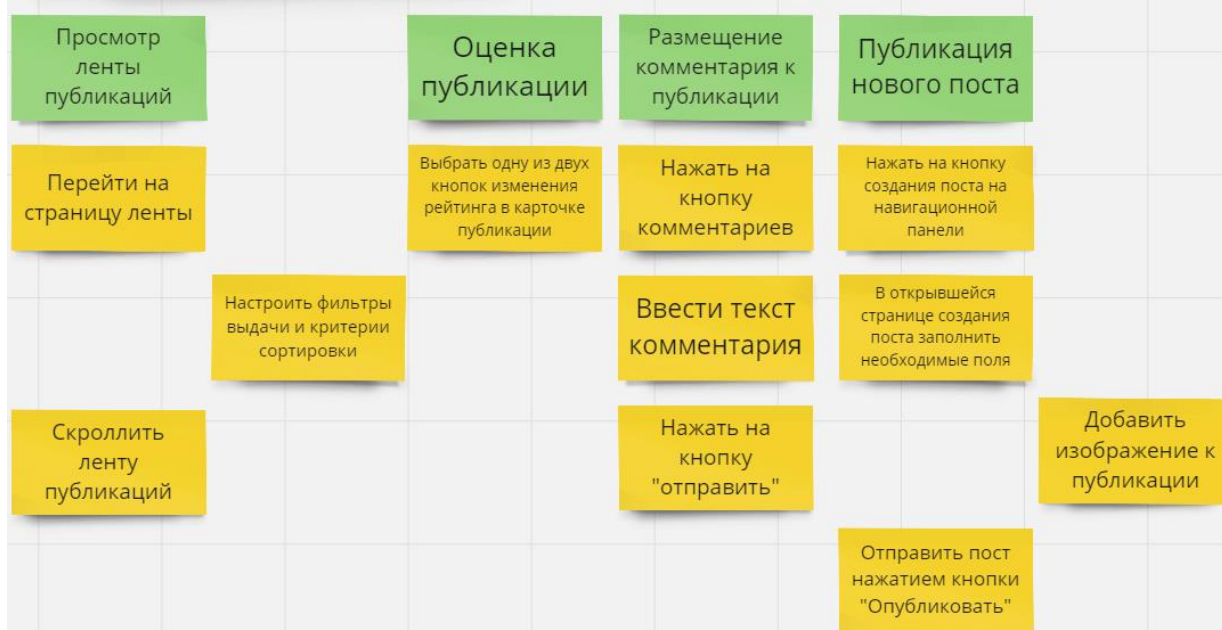 Просмотр
ленты
публикаций
Оценка
публикации
Размещение
комментария к
публикации
Публикация
нового поста
Перейти на
страницу ленты
Выбрать одну из двух
кнопок изменения
рейтинга в карточке
публикации
Нажать на
кнопку
комментариев
Нажать на кнопку
создания поста на
навигационной
панели
Настроить фильтры
выдачи и критерии
сортировки
Ввести текст
комментария
В открывшейся
странице создания
поста заполнить
необходимые поля
Скроллить
ленту
публикаций
Нажать на
кнопку
"отправить"
Добавить
изображение к
публикации
Отправить пост
нажатием кнопки
"Опубликовать"